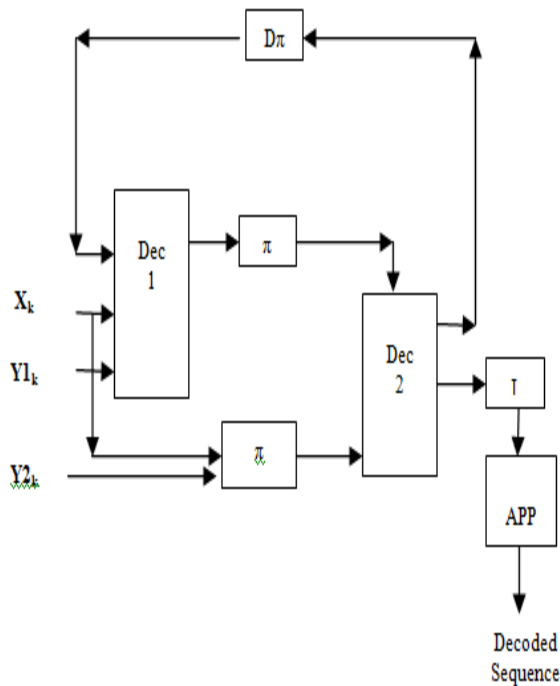 Dπ
Dec
1
π
Xk
Y1k
Dec
2
π
Y2k
APP
Decoded
Sequence